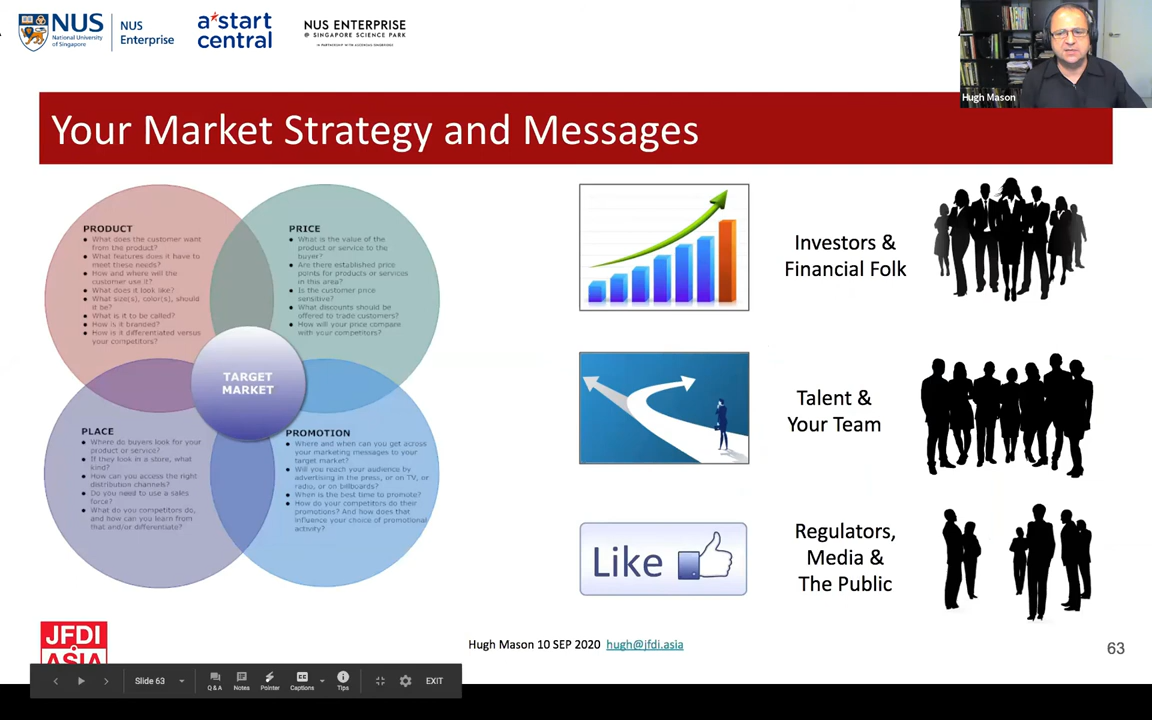 NUS
National University
of Singapore
NUS
Enterprise
a*start
central
NUS ENTERPRISE
@ SINGAPORE SCIENCE PARK
Hugh Mason
Your Market Strategy and Messages
PRODUCT
What does the customer want
from the product?
What features does it have to
meet these needs?
How and where will the
customer use it?
What does it look like?
What size(s), color(s), should
it be?
What is it to be called?
How is it branded?
How is it differentiated versus
your competitors?
PRICE
What is the value of the
product or service to the
buyer?
Are there established price
points for products or services
in this area?
Is the customer price
sensitive?
What discounts should be
offered to trade customers?
How will your price compare
with your competitors?
TARGET
MARKET
PLACE
Where do buyers look for your
product or service?
If they look in a store, what
kind?
How can you access the right
distribution channels?
Do you need to use a sales
force?
What do you competitors do,
and how can you learn from
that and/or differentiate?
PROMOTION
Where and when can you get across
your marketing messages to your
target market?
Will you reach your audience by
advertising in the press, or on TV, or
radio, or on billboards?
When is the best time to promote?
How do your competitors do their
promotions? And how does that
influence your choice of promotional
activity?
Investors &
Financial Folk
Talent &
Your Team
Like
Regulators,
Media &
The Public
JFDI
ASIA
Hugh Mason 10 SEP 2020 hugh@jfdi.asia
63
Slide 63
Q & A
Notes
Pointer
CC
Captions
Tips
EXIT